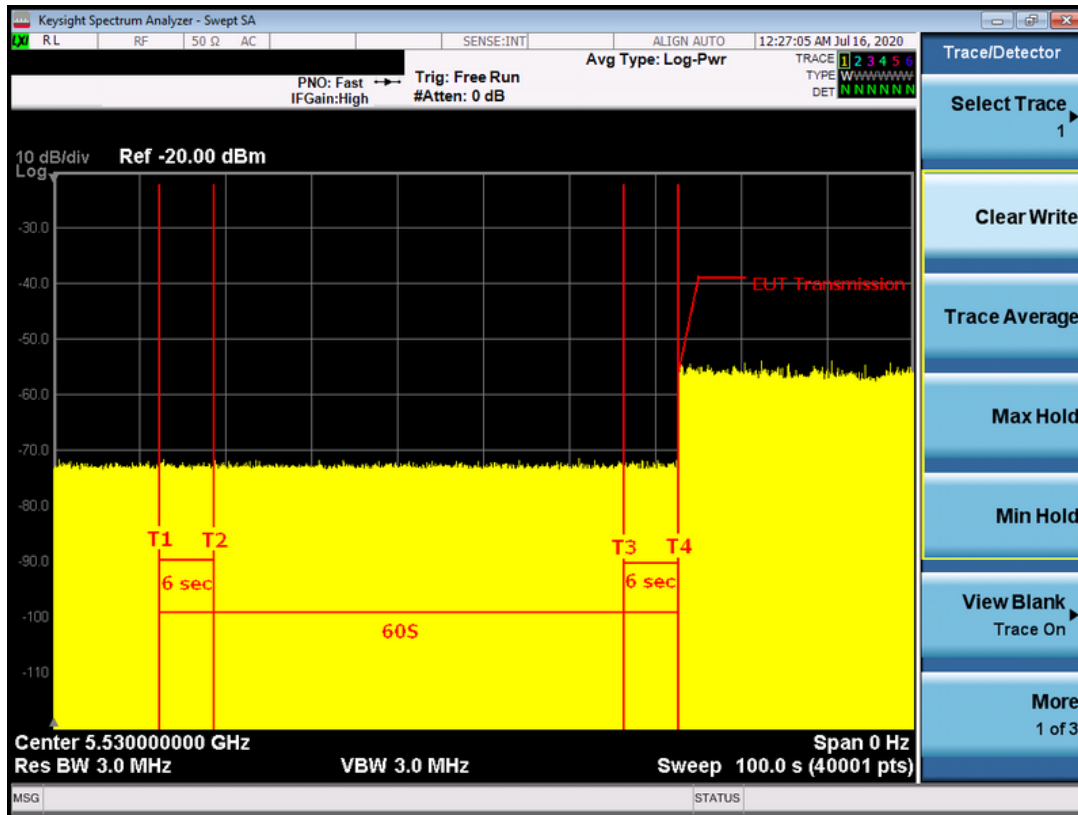 Keysight Spectrum Analyzer - Swept SA
LXI RL RF 50 Ω AC SENSE:INT ALIGN AUTO 12:27:05 AM Jul 16, 2020
Avg Type: Log-Pwr
TRACE 1 2 3 4 5 6
TYPE WWWWWW
DET N N N N N N
PNO: Fast
IFGain:High
Trig: Free Run
#Atten: 0 dB
10 dB/div
Log
Ref -20.00 dBm
-30.0
-40.0
-50.0
-60.0
-70.0
-80.0
-90.0
-100
-110
EUT Transmission
T1 T2 T3 T4
6 sec 6 sec
60S
Center 5.530000000 GHz Span 0 Hz
Res BW 3.0 MHz VBW 3.0 MHz Sweep 100.0 s (40001 pts)
MSG STATUS
Trace/Detector
Select Trace
1
Clear Write
Trace Average
Max Hold
Min Hold
View Blank
Trace On
More
1 of 3